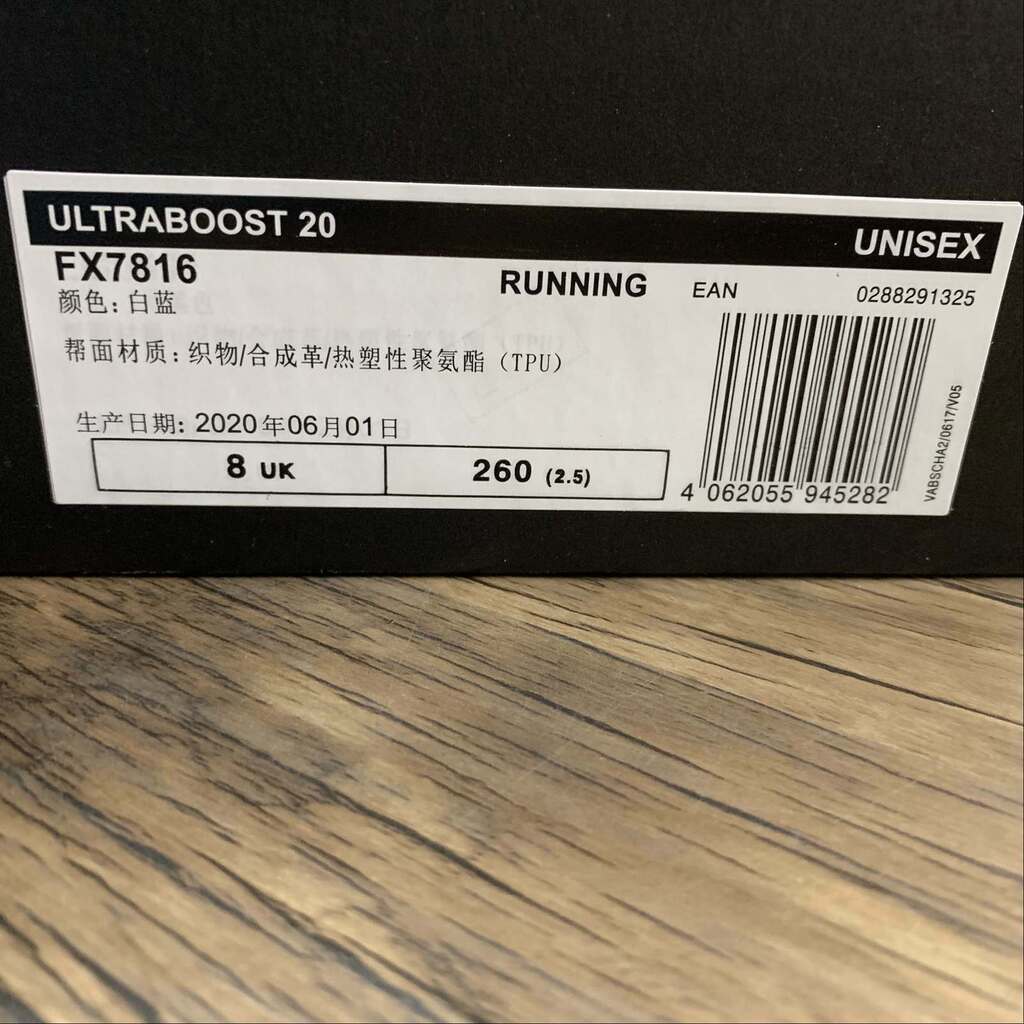 ULTRABOOST 20
UNISEX
FX7816
RUNNING
EAN
0288291325
颜色: 白蓝
帮面材质: 织物/合成革/热塑性聚氨酯 (TPU)
生产日期: 2020年06月01日
8 UK
260 (2.5)
4 062055 945282
VABSCHA2/0617/V05